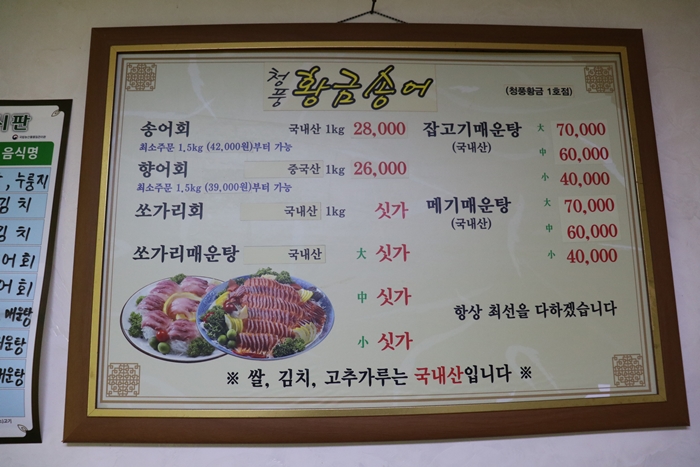 청풍 황금송어
(청풍황금 1호점)
송어회 국내산 1kg 28,000
최소주문 1.5kg (42,000원)부터 가능
향어회 중국산 1kg 26,000
최소주문 1.5kg (39,000원)부터 가능
쏘가리회 국내산 1kg 싯가
쏘가리매운탕 국내산 大 싯가
中 싯가
小 싯가
잡고기매운탕 大 70,000
(국내산) 中 60,000
小 40,000
메기매운탕 大 70,000
(국내산) 中 60,000
小 40,000
항상 최선을 다하겠습니다
※ 쌀, 김치, 고추가루는 국내산입니다 ※
음식명
, 누룽지
김치
김치
어회
어회
매운탕
매운탕